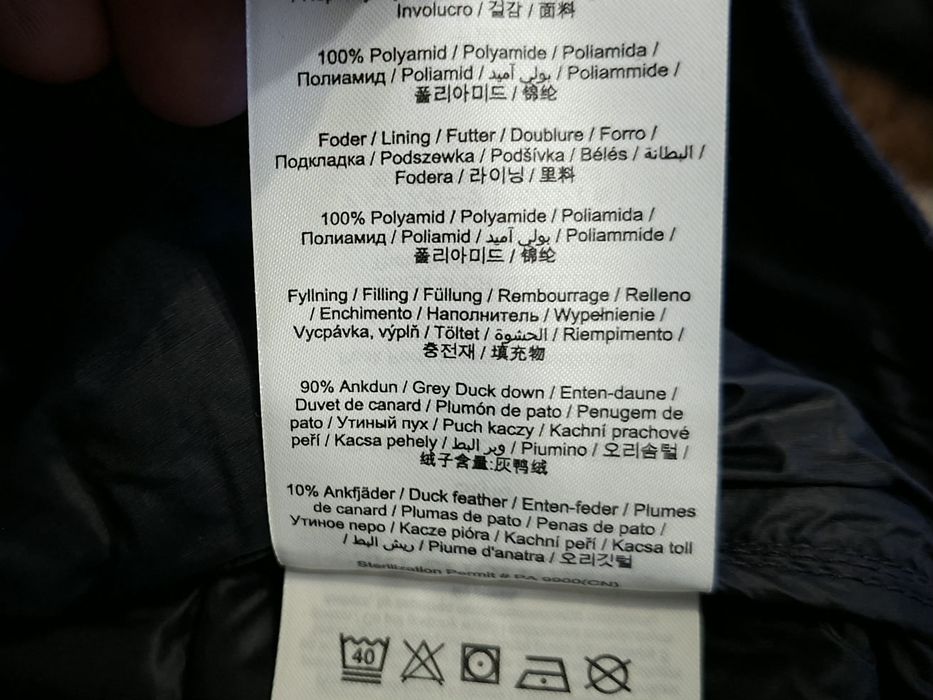 Involucro / 겉감 / 面料
100% Polyamid / Polyamide / Poliamida /
Полиамид / Poliamid / بولي آميد / Poliammide /
폴리아미드 / 锦纶
Foder / Lining / Futter / Doublure / Forro /
Подкладка / Podszewka / Podšívka / Bélés / البطانة /
Fodera / 라이닝 / 里料
100% Polyamid / Polyamide / Poliamida /
Полиамид / Poliamid / بولي آميد / Poliammide /
폴리아미드 / 锦纶
Fyllning / Filling / Füllung / Rembourrage / Relleno
/ Enchimento / Наполнитель / Wypełnienie /
Vycpávka, výplň / Töltet / الحشوة / Riempimento /
충전재 / 填充物
90% Ankdun / Grey Duck down / Enten-daune /
Duvet de canard / Plumón de pato / Penugem de
pato / Утиный пух / Puch kaczy / Kachní prachové
peří / Kacsa pehely / وبر البط / Piumino / 오리솜털 /
绒子含量:灰鸭绒
10% Ankfjäder / Duck feather / Enten-feder / Plumes
de canard / Plumas de pato / Penas de pato /
Утиное перо / Kacze pióra / Kachní peří / Kacsa toll
/ ريش البط / Piume d'anatra / 오리깃털
Sterilization Permit # PA 9960(CN)
40